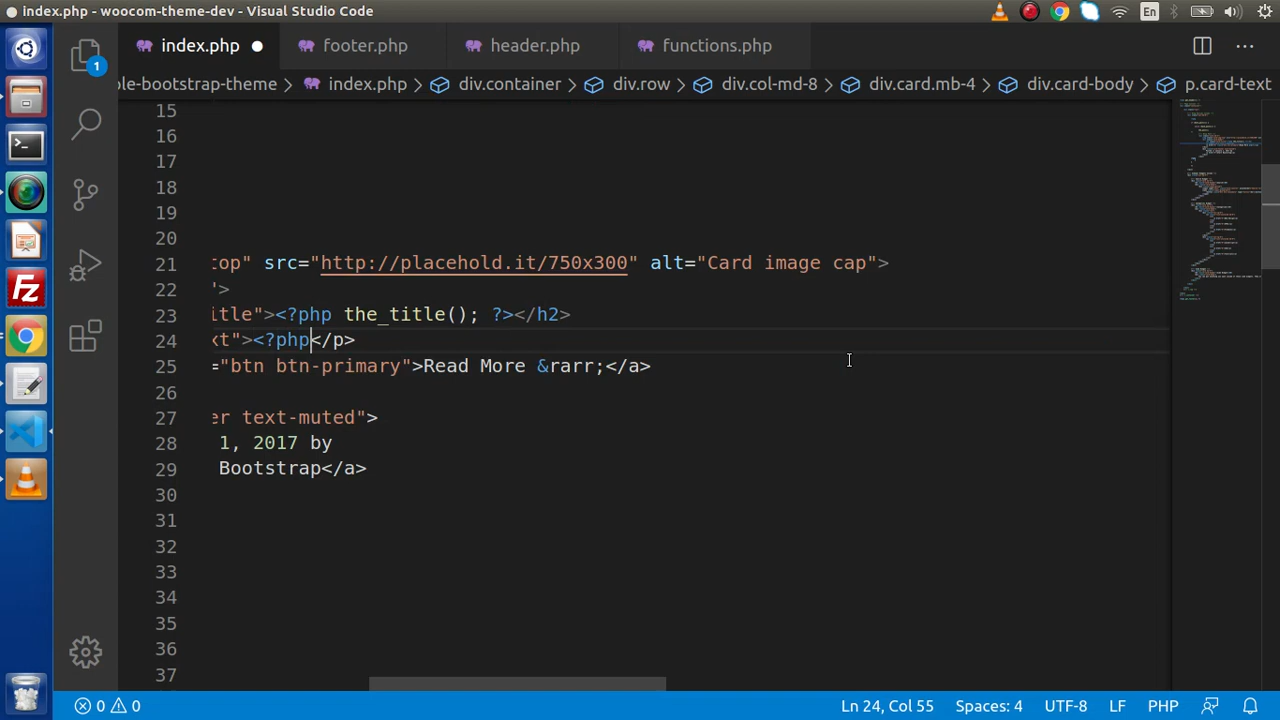 index.php - woocom-theme-dev - Visual Studio Code
En
index.php
footer.php
header.php
functions.php
ple-bootstrap-theme > index.php > div.container > div.row > div.col-md-8 > div.card.mb-4 > div.card-body > p.card-text
1
15
16
17
18
19
20
21 top" src="http://placehold.it/750x300" alt="Card image cap">
22 ">
23 itle"><?php the_title(); ?></h2>
24 xt"><?php</p>
25 ="btn btn-primary">Read More &rarr;</a>
26
27 er text-muted">
28 1, 2017 by
29 Bootstrap</a>
30
31
32
33
34
35
36
37
0 0
Ln 24, Col 55
Spaces: 4
UTF-8
LF
PHP